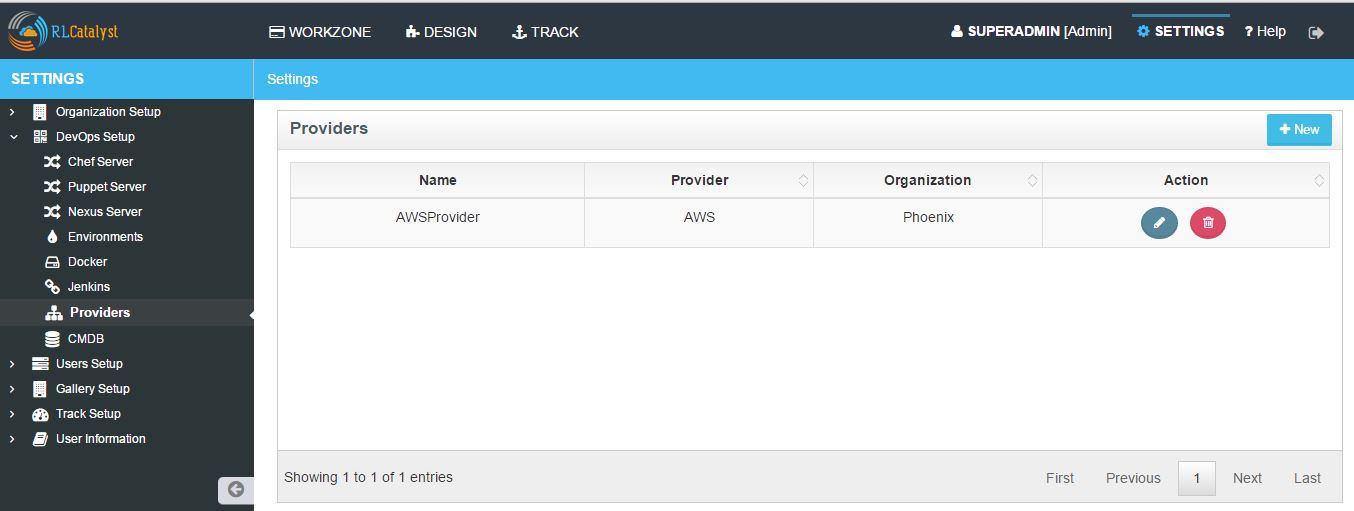 RLCatalyst WORKZONE DESIGN TRACK SUPERADMIN [Admin] SETTINGS ? Help
SETTINGS Settings
Organization Setup
DevOps Setup
Chef Server
Puppet Server
Nexus Server
Environments
Docker
Jenkins
Providers
CMDB
Users Setup
Gallery Setup
Track Setup
User Information
Providers + New
Name Provider Organization Action
AWSProvider AWS Phoenix
Showing 1 to 1 of 1 entries First Previous 1 Next Last